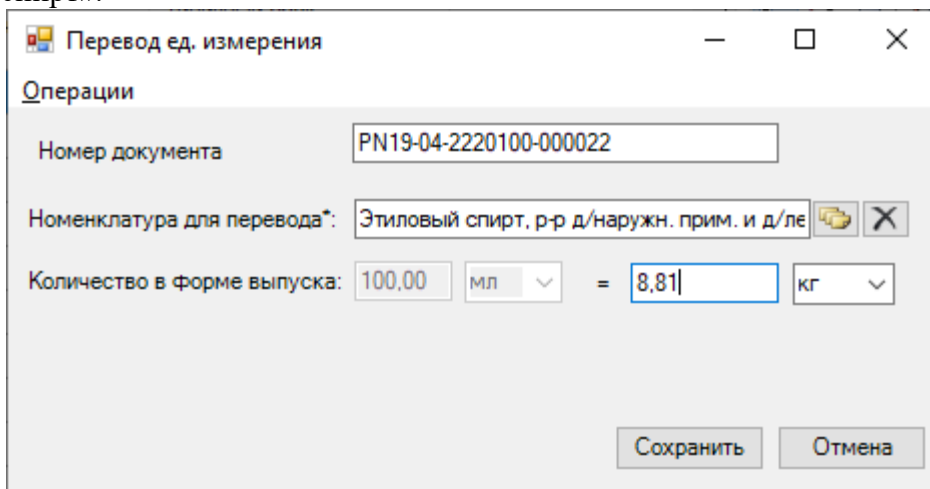 Перевод ед. измерения
Операции
Номер документа PN19-04-2220100-000022
Номенклатура для перевода*: Этиловый спирт, р-р д/наружн. прим. и д/ле
Количество в форме выпуска: 100,00 мл = 8,81 кг
Сохранить Отмена